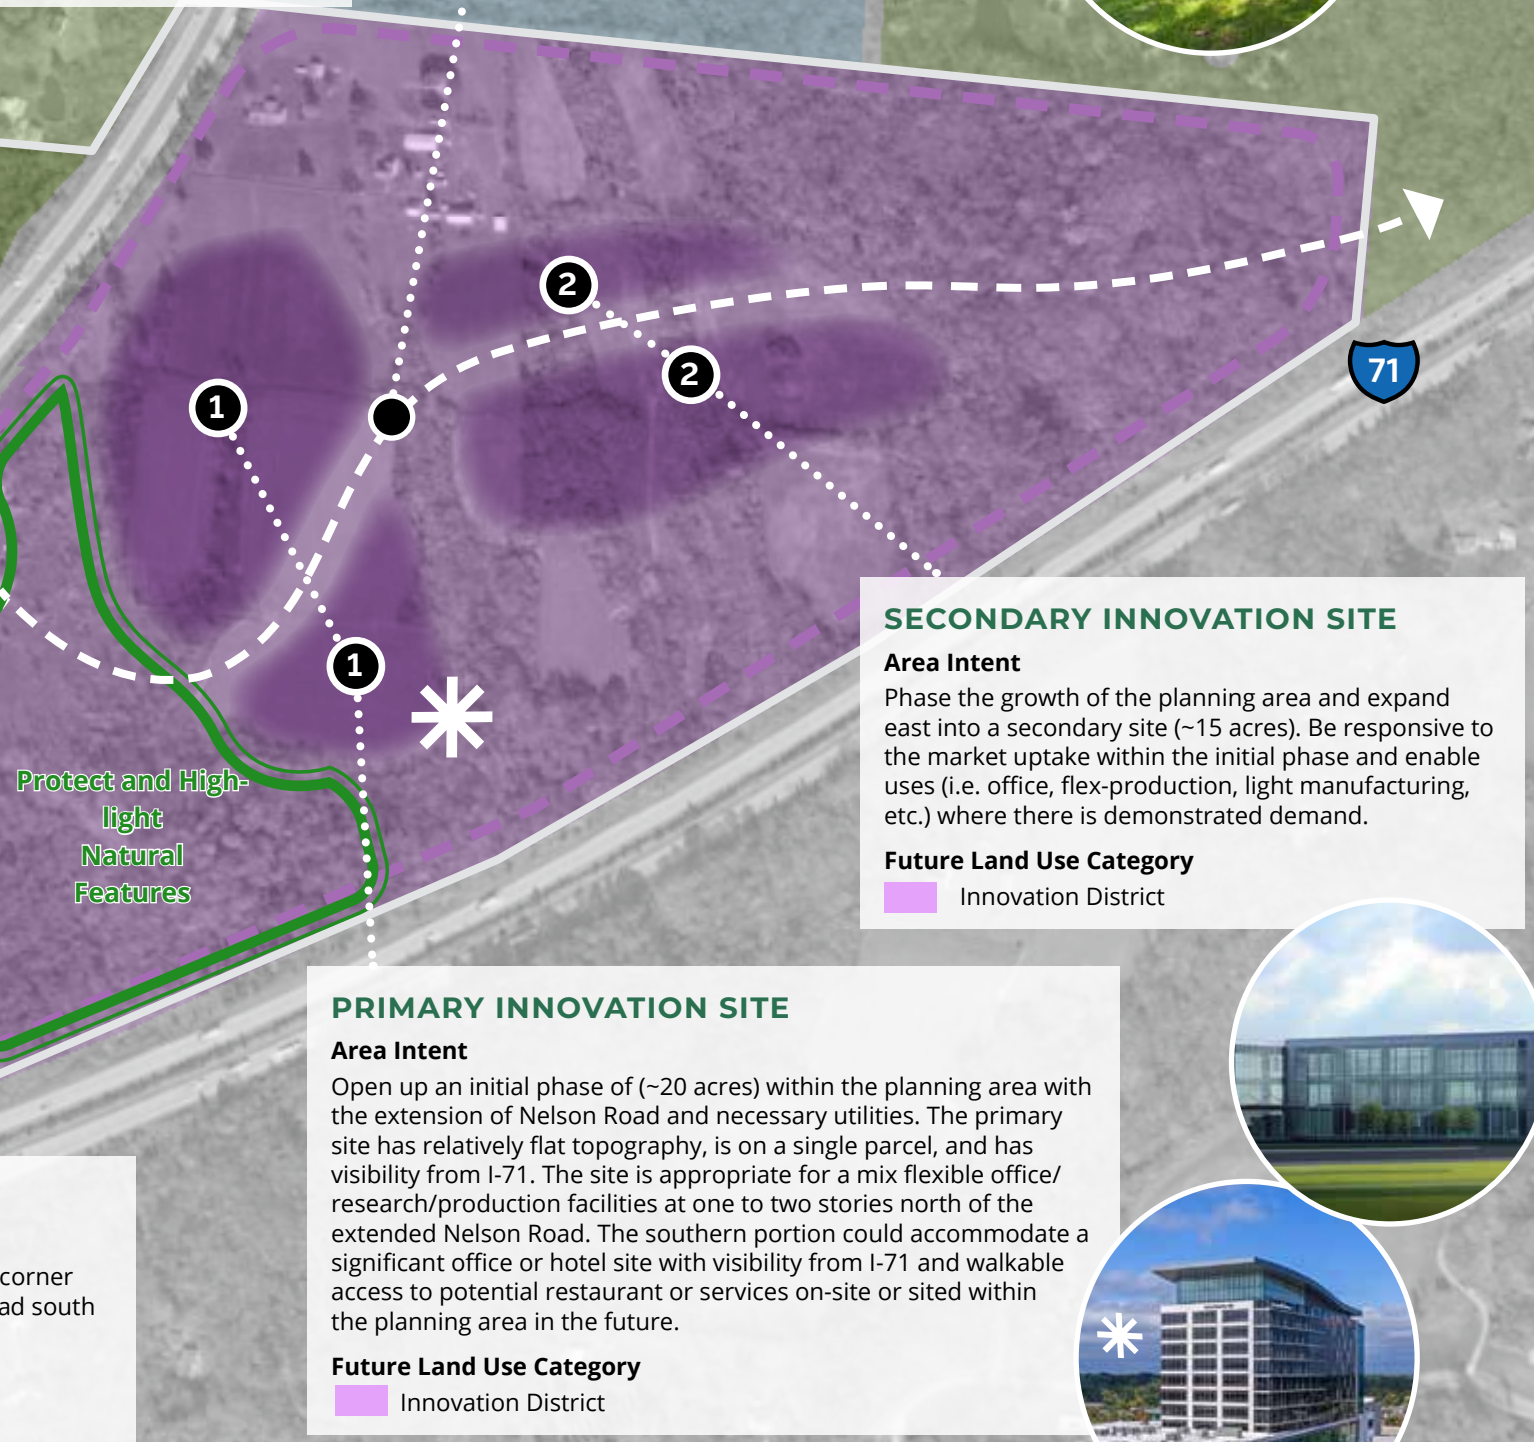 2
2
71
1
1
Protect and High-
light
Natural
Features
SECONDARY INNOVATION SITE
Area Intent
Phase the growth of the planning area and expand
east into a secondary site (~15 acres). Be responsive to
the market uptake within the initial phase and enable
uses (i.e. office, flex-production, light manufacturing,
etc.) where there is demonstrated demand.
Future Land Use Category
Innovation District
PRIMARY INNOVATION SITE
Area Intent
Open up an initial phase of (~20 acres) within the planning area with
the extension of Nelson Road and necessary utilities. The primary
site has relatively flat topography, is on a single parcel, and has
visibility from I-71. The site is appropriate for a mix flexible office/
research/production facilities at one to two stories north of the
extended Nelson Road. The southern portion could accommodate a
significant office or hotel site with visibility from I-71 and walkable
access to potential restaurant or services on-site or sited within
the planning area in the future.
Future Land Use Category
Innovation District
corner
ad south